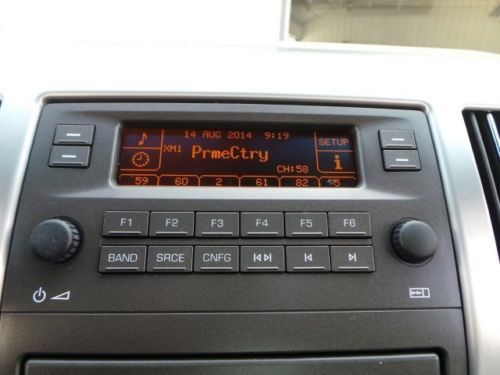 14 AUG 2014 9:19 SETUP
XM1 PrmeCtry
CH:58
59 60 2 61 82
F1 F2 F3 F4 F5 F6
BAND SRCE CNFG